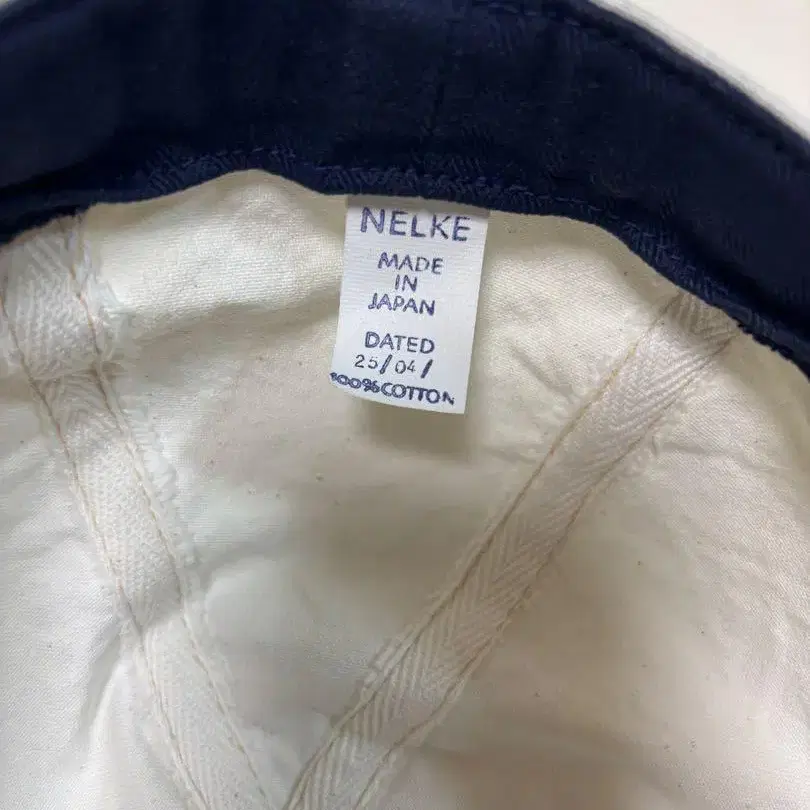 NELKE
MADE
IN
JAPAN
DATED
25/04/
100%COTTON